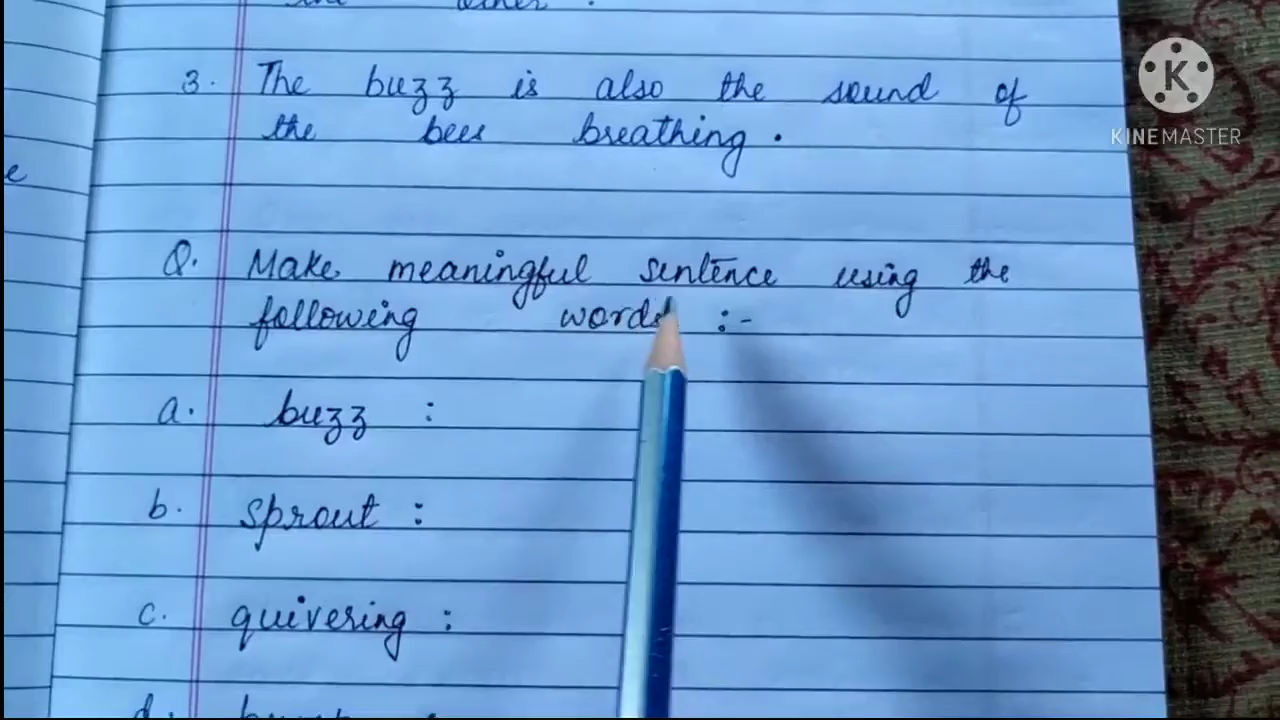 other .
3. The buzz is also the sound of
the bees breathing .
e
Q. Make meaningful sentence using the
following words :-
a. buzz :
b. sprout :
c. quivering :
d.
K
KINEMASTER